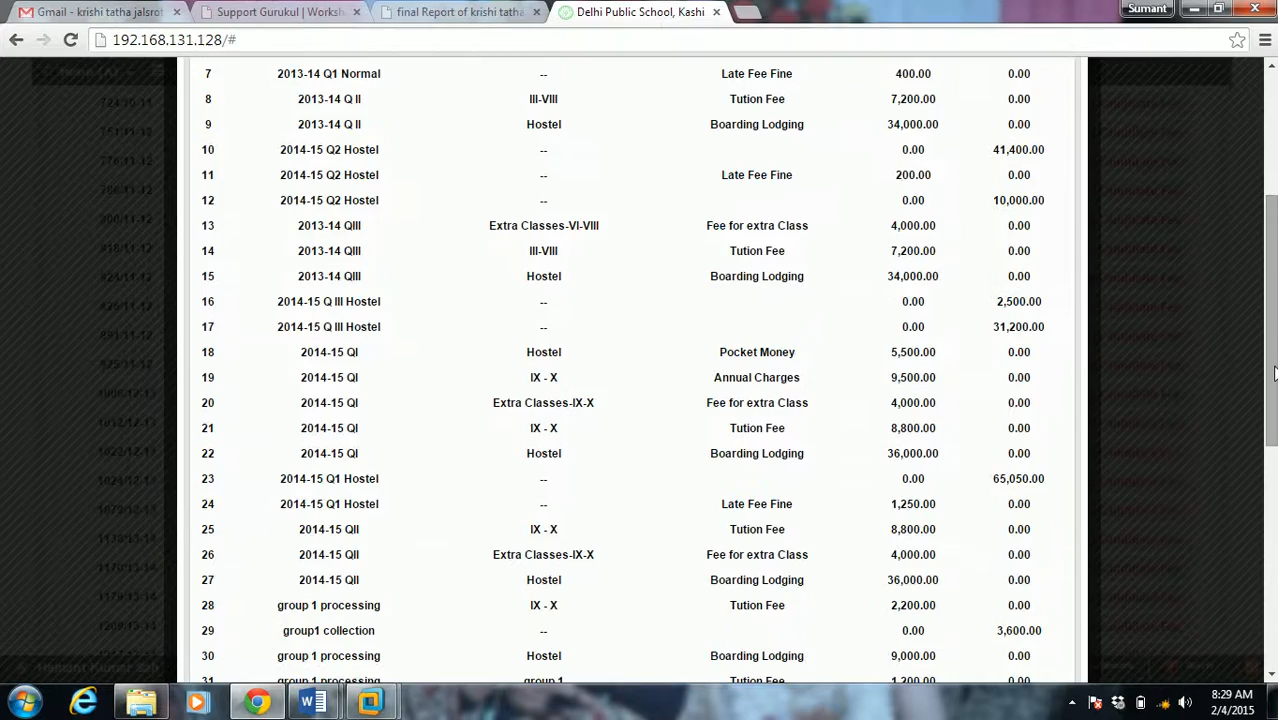 Gmail - krishi tatha jalsrot
Support Gurukul | Worksh
final Report of krishi tatha
Delhi Public School, Kashi
Sumant
192.168.131.128/#
7 2013-14 Q1 Normal -- Late Fee Fine 400.00 0.00
8 2013-14 Q II III-VIII Tution Fee 7,200.00 0.00
9 2013-14 Q II Hostel Boarding Lodging 34,000.00 0.00
10 2014-15 Q2 Hostel -- 0.00 41,400.00
11 2014-15 Q2 Hostel -- Late Fee Fine 200.00 0.00
12 2014-15 Q2 Hostel -- 0.00 10,000.00
13 2013-14 QIII Extra Classes-VI-VIII Fee for extra Class 4,000.00 0.00
14 2013-14 QIII III-VIII Tution Fee 7,200.00 0.00
15 2013-14 QIII Hostel Boarding Lodging 34,000.00 0.00
16 2014-15 Q III Hostel -- 0.00 2,500.00
17 2014-15 Q III Hostel -- 0.00 31,200.00
18 2014-15 QI Hostel Pocket Money 5,500.00 0.00
19 2014-15 QI IX - X Annual Charges 9,500.00 0.00
20 2014-15 QI Extra Classes-IX-X Fee for extra Class 4,000.00 0.00
21 2014-15 QI IX - X Tution Fee 8,800.00 0.00
22 2014-15 QI Hostel Boarding Lodging 36,000.00 0.00
23 2014-15 Q1 Hostel -- 0.00 65,050.00
24 2014-15 Q1 Hostel -- Late Fee Fine 1,250.00 0.00
25 2014-15 QII IX - X Tution Fee 8,800.00 0.00
26 2014-15 QII Extra Classes-IX-X Fee for extra Class 4,000.00 0.00
27 2014-15 QII Hostel Boarding Lodging 36,000.00 0.00
28 group 1 processing IX - X Tution Fee 2,200.00 0.00
29 group1 collection -- 0.00 3,600.00
30 group 1 processing Hostel Boarding Lodging 9,000.00 0.00
31 group 1 processing group 1 Tution Fee 1,200.00 0.00
8:29 AM
2/4/2015